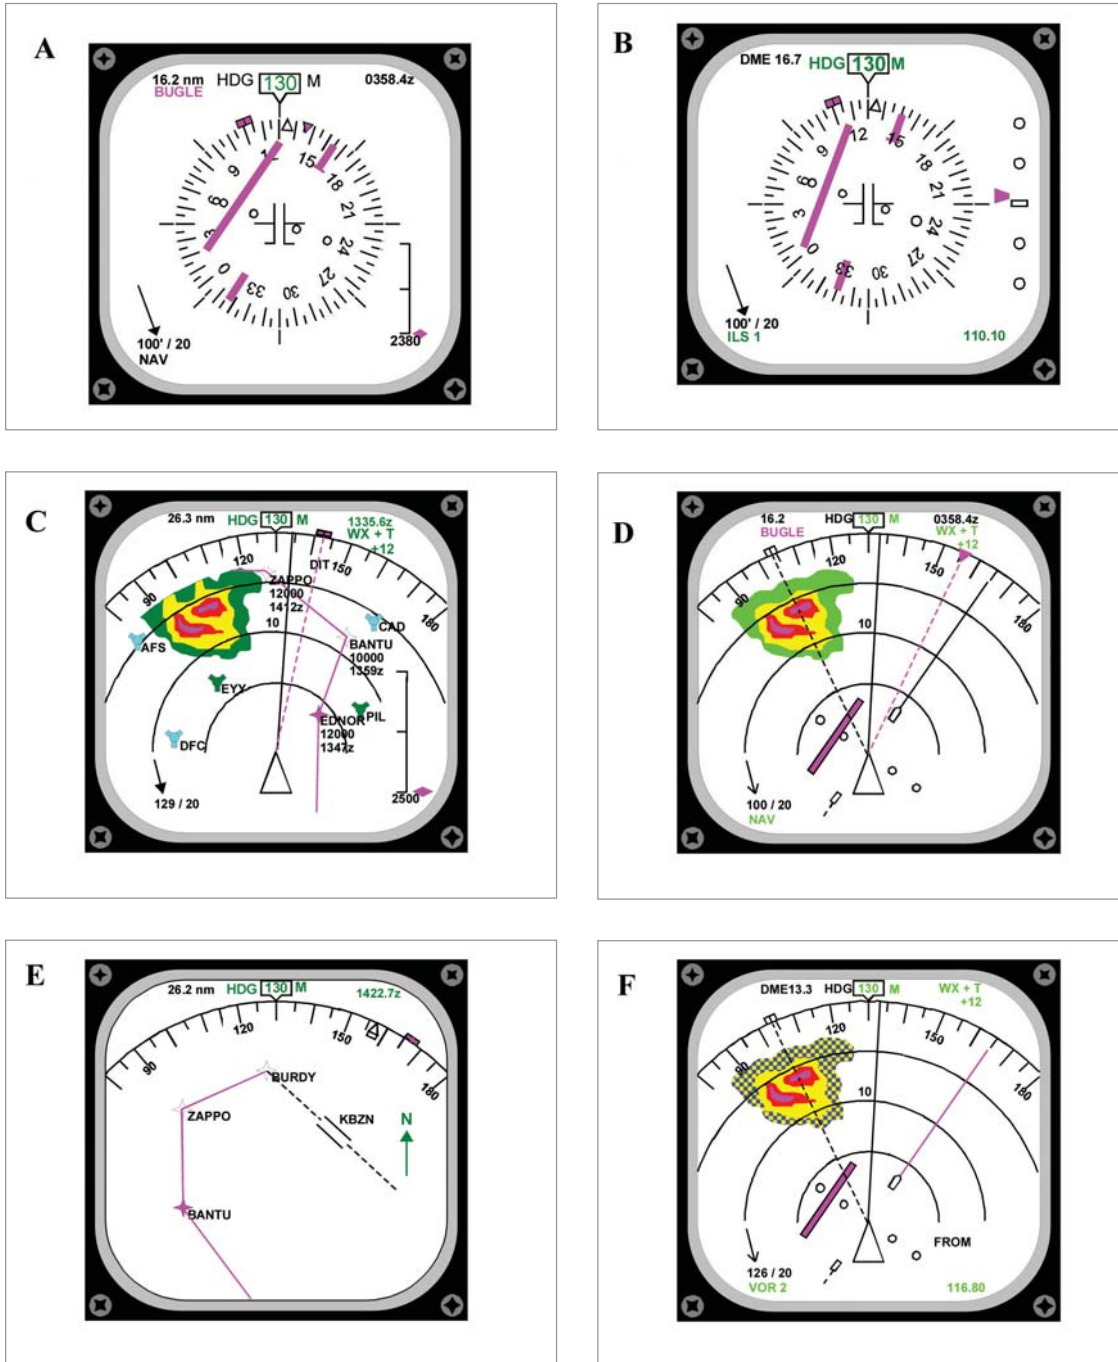 A
16.2 nm HDG 130 M 0358.4z
BUGLE
12
15
18
21
24
27
30
33
0
3
6
9
2380
100' / 20
NAV
B
DME 16.7 HDG 130 M
12
15
18
21
24
27
30
33
0
3
6
9
100' / 20
ILS 1 110.10
C
26.3 nm HDG 130 M 1335.6z
WX + T
+12
120
DIT 150
90
180
ZAPPO
12000
1412z
10
CAD
AFS
BANTU
10000
1359z
EYY
EDNOR PIL
12000
1347z
DFC
129 / 20
2500
D
16.2 HDG 130 M 0358.4z
BUGLE WX + T
+12
120
150
90
180
10
100 / 20
NAV
E
26.2 nm HDG 130 M 1422.7z
120
150
90
180
BURDY
ZAPPO KBZN
N
BANTU
F
DME13.3 HDG 130 M WX + T
+12
120
150
90
180
10
FROM
126 / 20
VOR 2 116.80